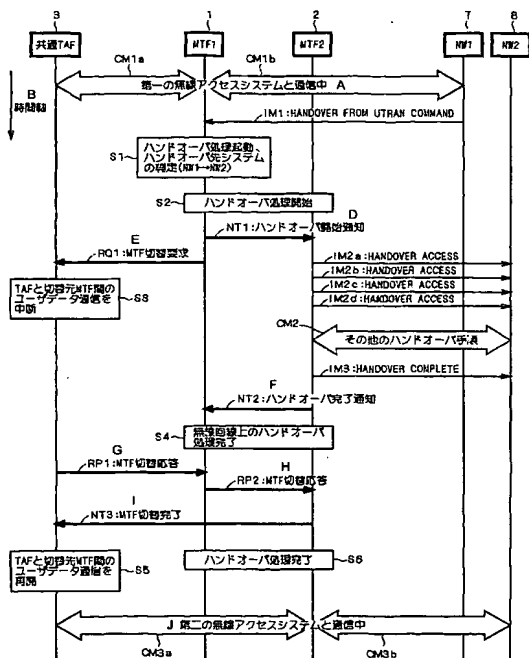 3 1 2 7 8
共通TAF MTF1 MTF2 NW1 NW2
CM1a CM1b
第一の無線アクセスシステムと通信中 A
B
時間軸
IM1:HANDOVER FROM UTRAN COMMAND
S1
ハンドオーバ処理起動、
ハンドオーバ先システム
の判定(NW1→NW2)
S2 ハンドオーバ処理開始
D
NT1:ハンドオーバ開始通知
E
RQ1:MTF切替要求
IM2a:HANDOVER ACCESS
IM2b:HANDOVER ACCESS
IM2c:HANDOVER ACCESS
IM2d:HANDOVER ACCESS
TAFと切替元MTF間の
ユーザデータ通信を
中断
S3
CM2
その他のハンドオーバ手順
IM3:HANDOVER COMPLETE
F
NT2:ハンドオーバ完了通知
S4
無線回線上のハンドオーバ
処理完了
G
RP1:MTF切替応答
H
RP2:MTF切替応答
I
NT3:MTF切替完了
TAFと切替先MTF間の
ユーザデータ通信を
再開
S5
ハンドオーバ処理完了 S6
J 第二の無線アクセスシステムと通信中
CM3a CM3b